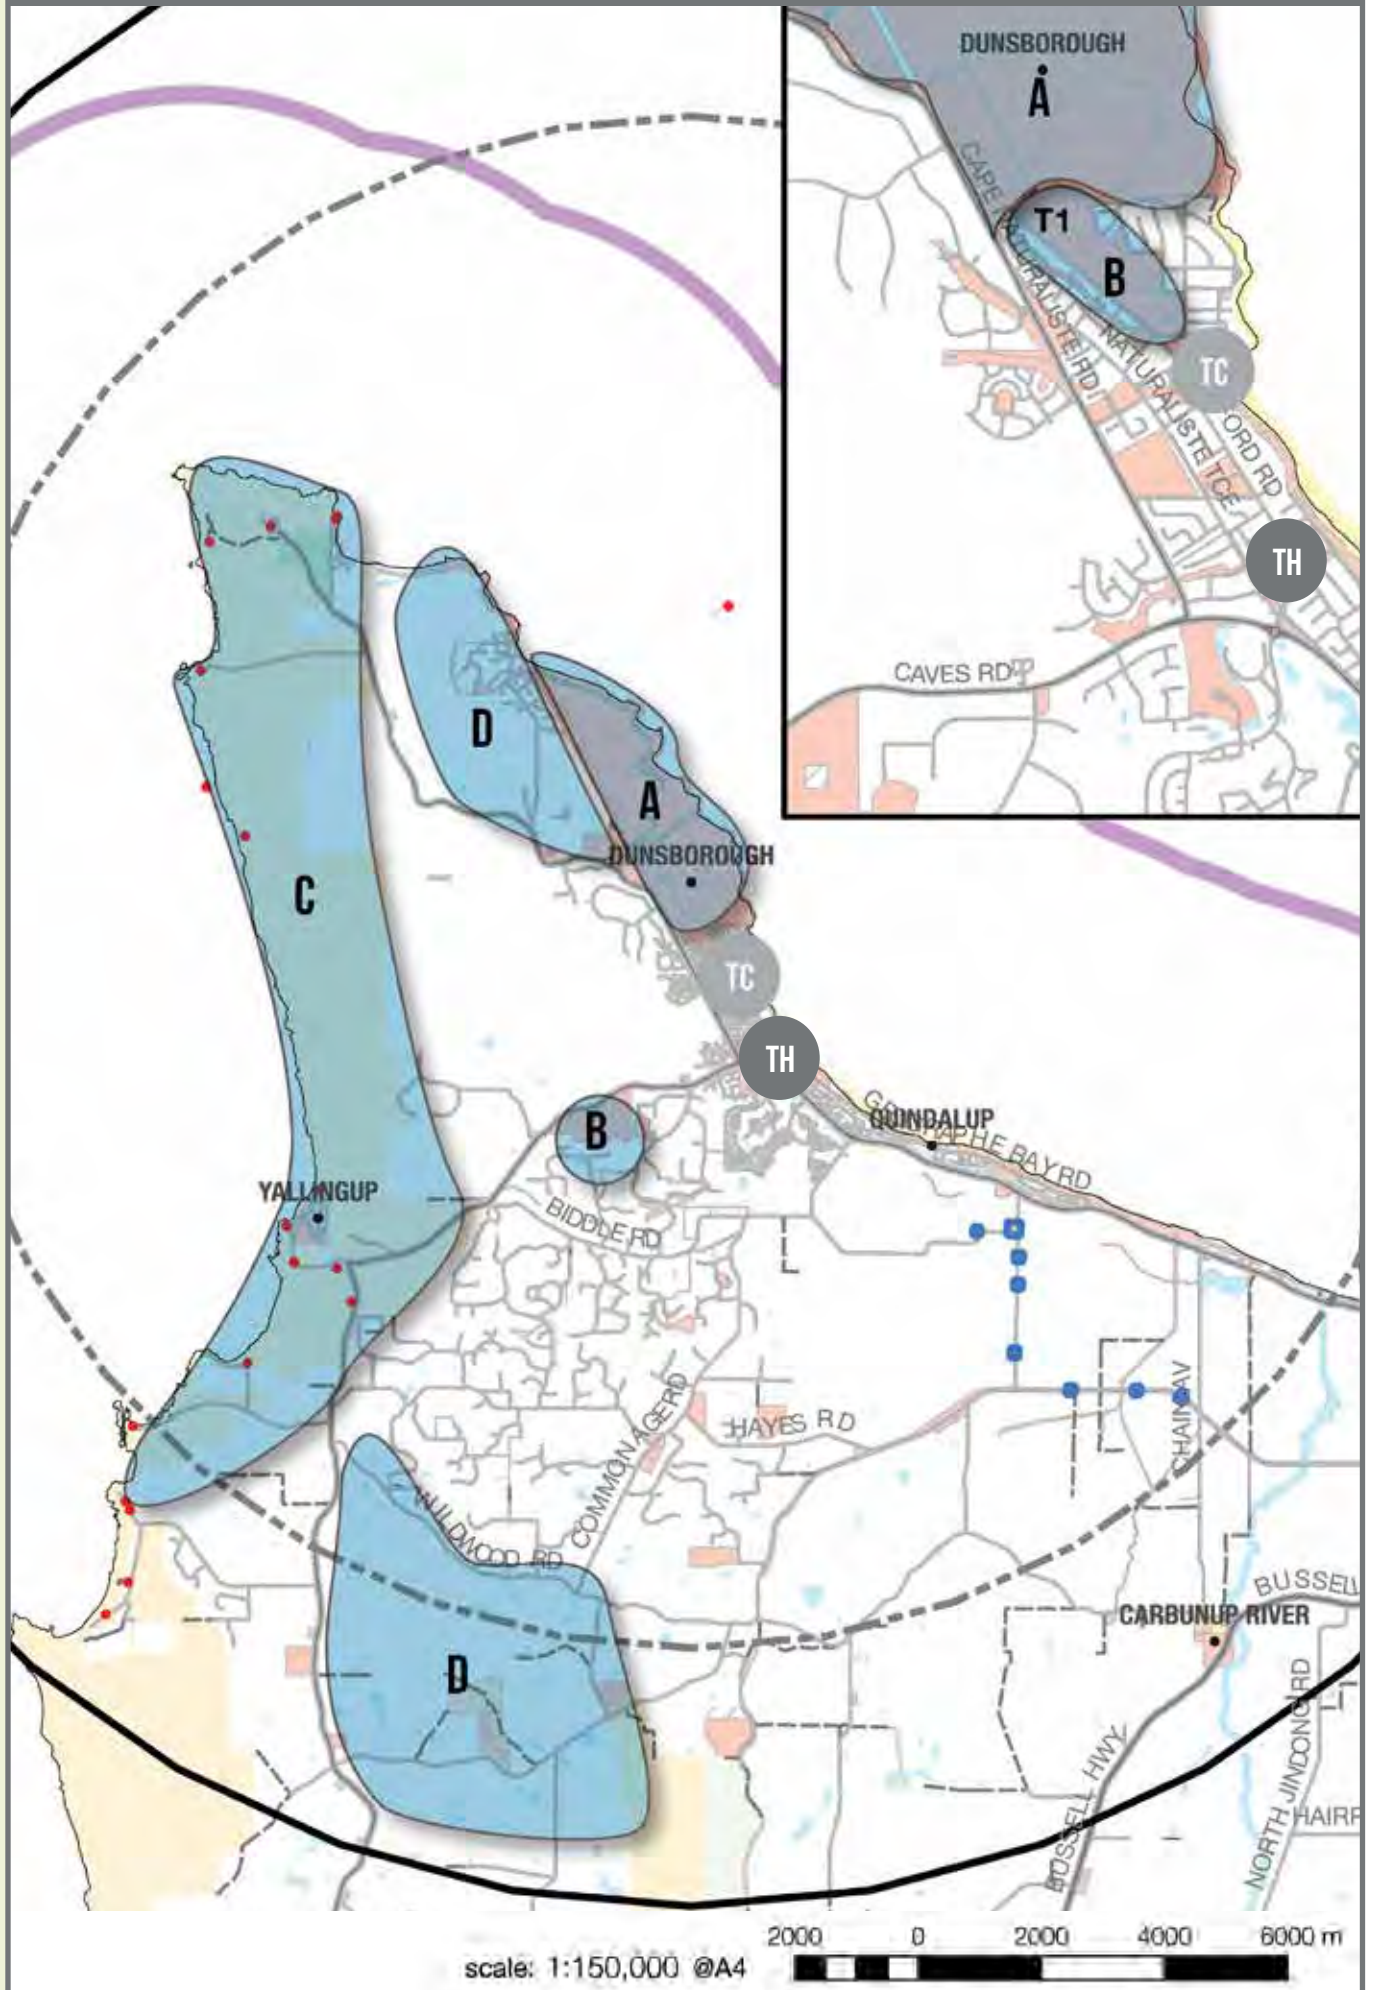 DUNSBOROUGH
A
CAPE NATURALISTE RD
T1
B
NATURALISTE TCE
TC
FORD RD
TH
CAVES RD
D
A
DUNSBOROUGH
C
TC
TH
B
GEOGRAPHE BAY RD
QUINDALUP
YALLINGUP
BIDDLE RD
COMMONAGE RD
HAYES RD
CHAIN AV
WILDWOOD RD
BUSSELL
CARBUNUP RIVER
D
BUSSELL HWY
NORTH JINDONG RD
HAIRP
2000 0 2000 4000 6000 m
scale: 1:150,000 @A4